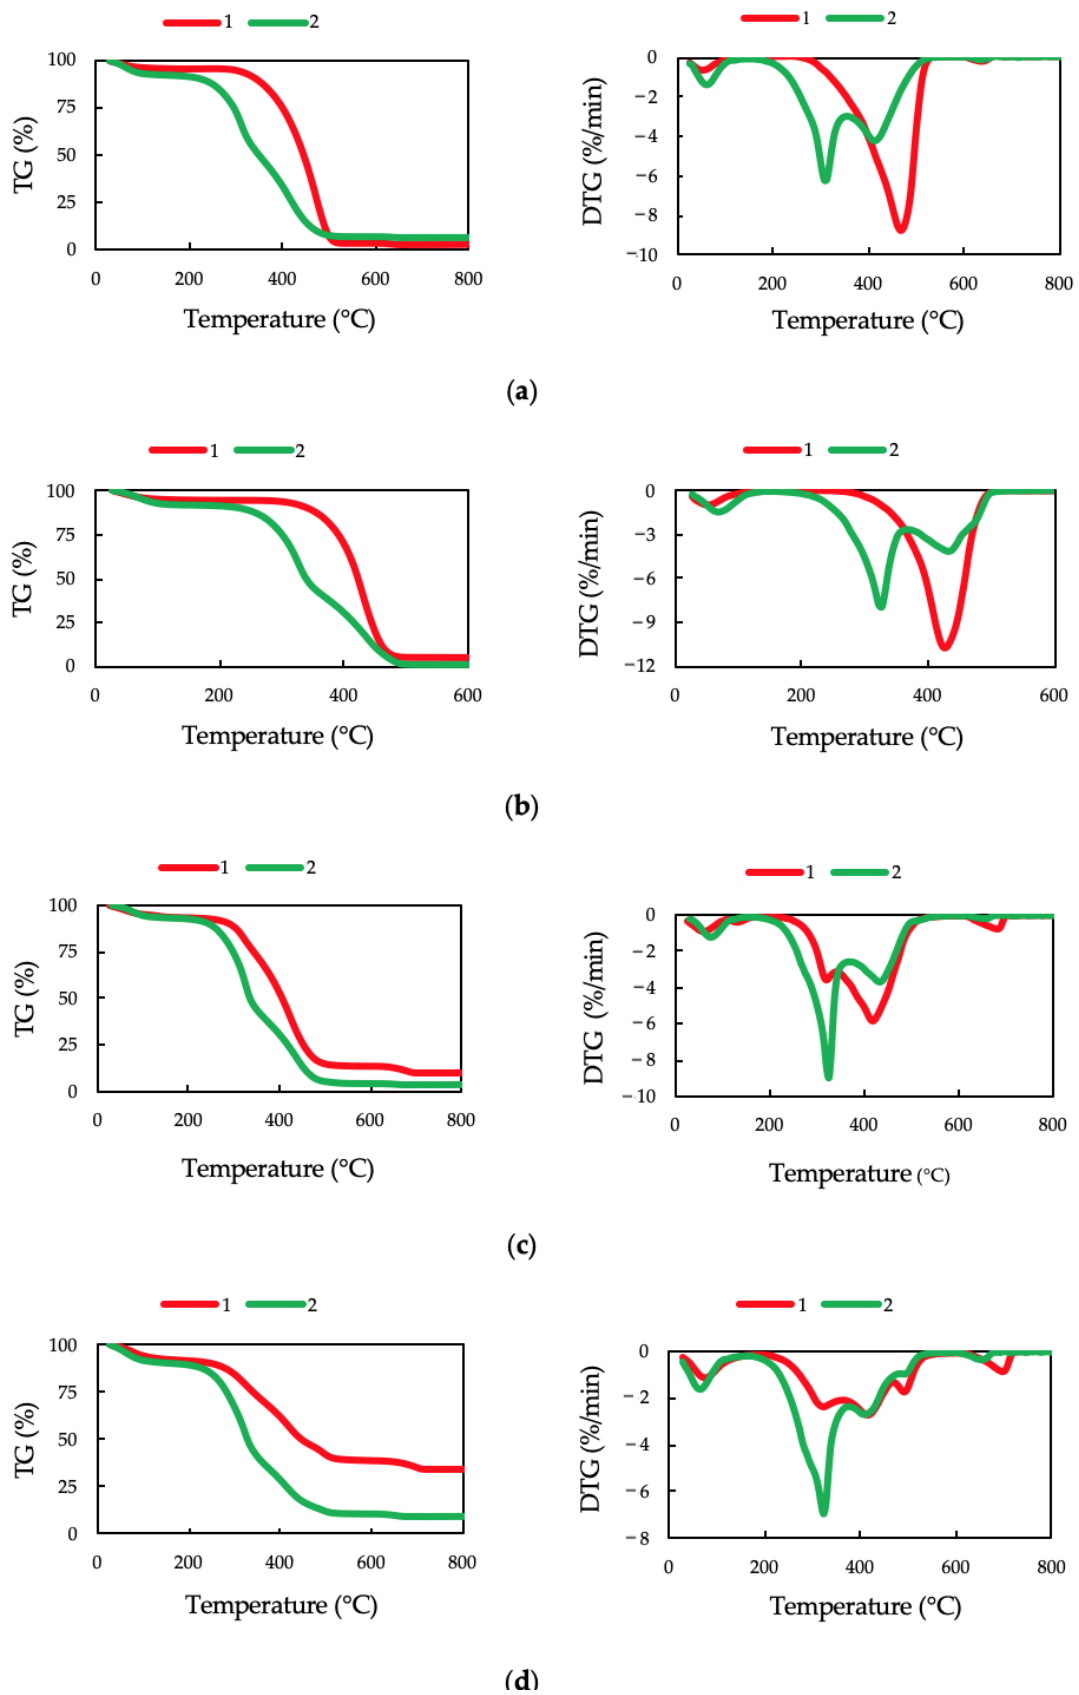 1 2
1 2
100
75
50
25
0
TG (%)
0 200 400 600 800
Temperature (°C)
0
−2
−4
−6
−8
−10
DTG (%/min)
0 200 400 600 800
Temperature (°C)
(a)
1 2
1 2
100
75
50
25
0
TG (%)
0 200 400 600
Temperature (°C)
0
−3
−6
−9
−12
DTG (%/min)
0 200 400 600
Temperature (°C)
(b)
1 2
1 2
100
75
50
25
0
TG (%)
0 200 400 600 800
Temperature (°C)
0
−2
−4
−6
−8
−10
DTG (%/min)
0 200 400 600 800
Temperature (°C)
(c)
1 2
1 2
100
75
50
25
0
TG (%)
0 200 400 600 800
Temperature (°C)
0
−2
−4
−6
−8
DTG (%/min)
0 200 400 600 800
Temperature (°C)
(d)